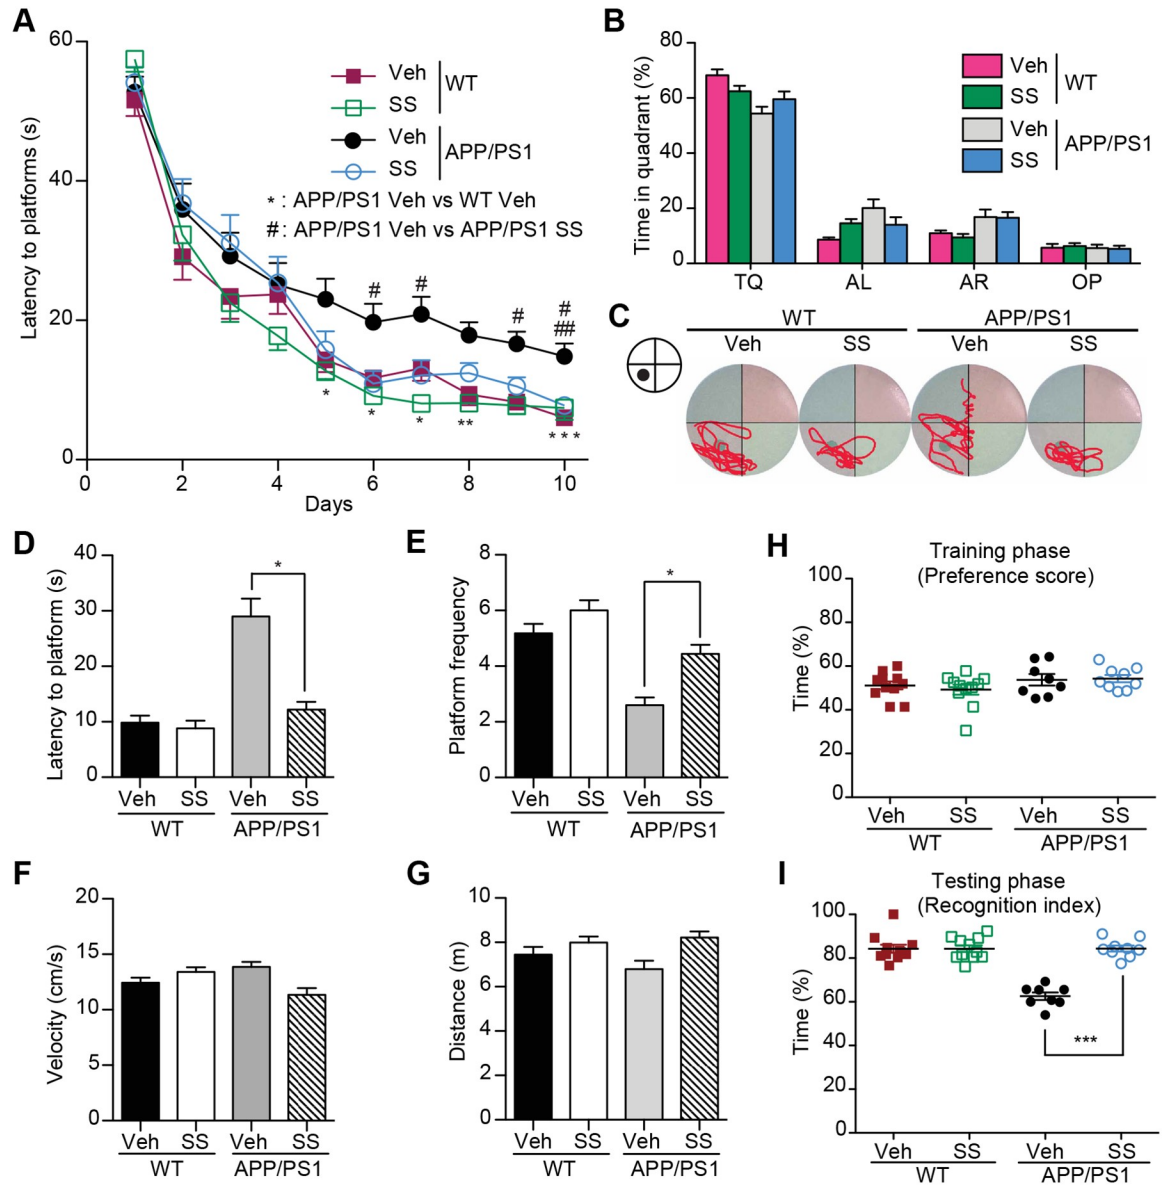 A
Latency to platforms (s)
60
40
20
0
0
2
4
6
8
10
Days
Veh
SS
WT
Veh
SS
APP/PS1
* : APP/PS1 Veh vs WT Veh
# : APP/PS1 Veh vs APP/PS1 SS
#
#
#
#
##
*
*
*
**
***
B
Time in quadrant (%)
80
60
40
20
0
TQ
AL
AR
OP
Veh
SS
WT
Veh
SS
APP/PS1
C
WT
APP/PS1
Veh
SS
Veh
SS
D
Latency to platform (s)
40
30
20
10
0
*
Veh
SS
Veh
SS
WT
APP/PS1
E
Platform frequency
8
6
4
2
0
*
Veh
SS
Veh
SS
WT
APP/PS1
H
Training phase
(Preference score)
Time (%)
100
80
60
40
20
0
Veh
SS
Veh
SS
WT
APP/PS1
F
Velocity (cm/s)
20
15
10
5
0
Veh
SS
Veh
SS
WT
APP/PS1
G
Distance (m)
10
8
6
4
2
0
Veh
SS
Veh
SS
WT
APP/PS1
I
Testing phase
(Recognition index)
Time (%)
100
80
60
40
20
0
***
Veh
SS
Veh
SS
WT
APP/PS1